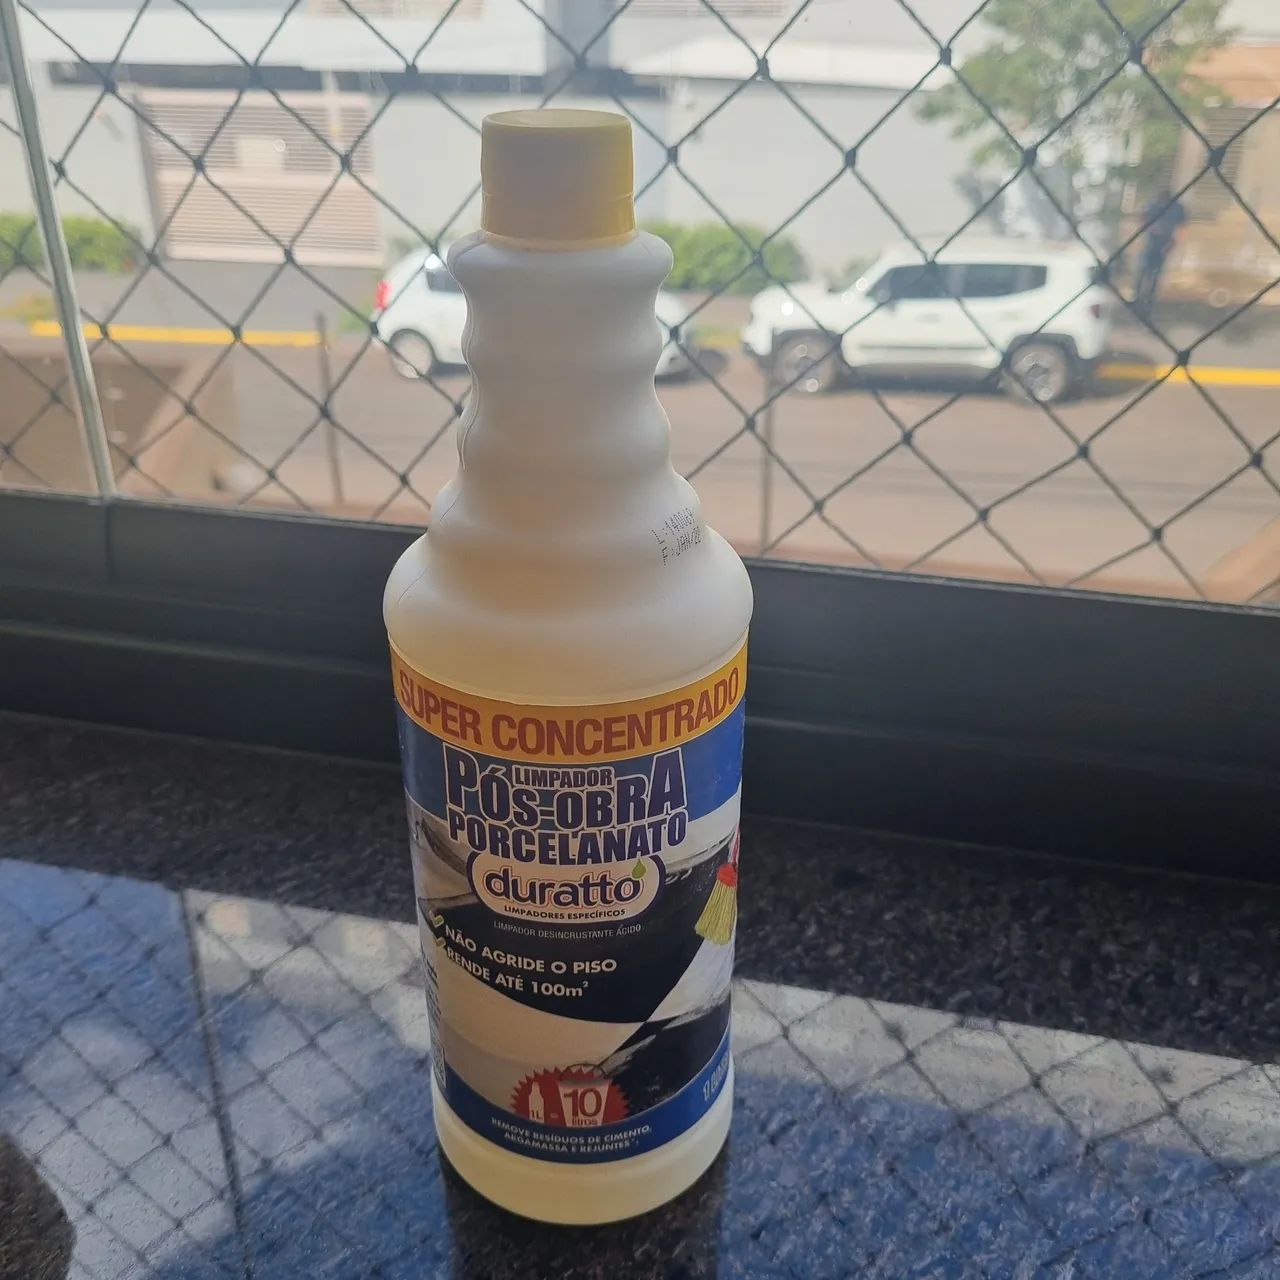 SUPER CONCENTRADO
LIMPADOR
PÓS-OBRA
PORCELANATO
duratto
LIMPADORES ESPECÍFICOS
LIMPADOR DESINCRUSTANTE ÁCIDO
NÃO AGRIDE O PISO
RENDE ATÉ 100m²
1L = 10
litros
REMOVE RESÍDUOS DE CIMENTO,
ARGAMASSA E REJUNTES